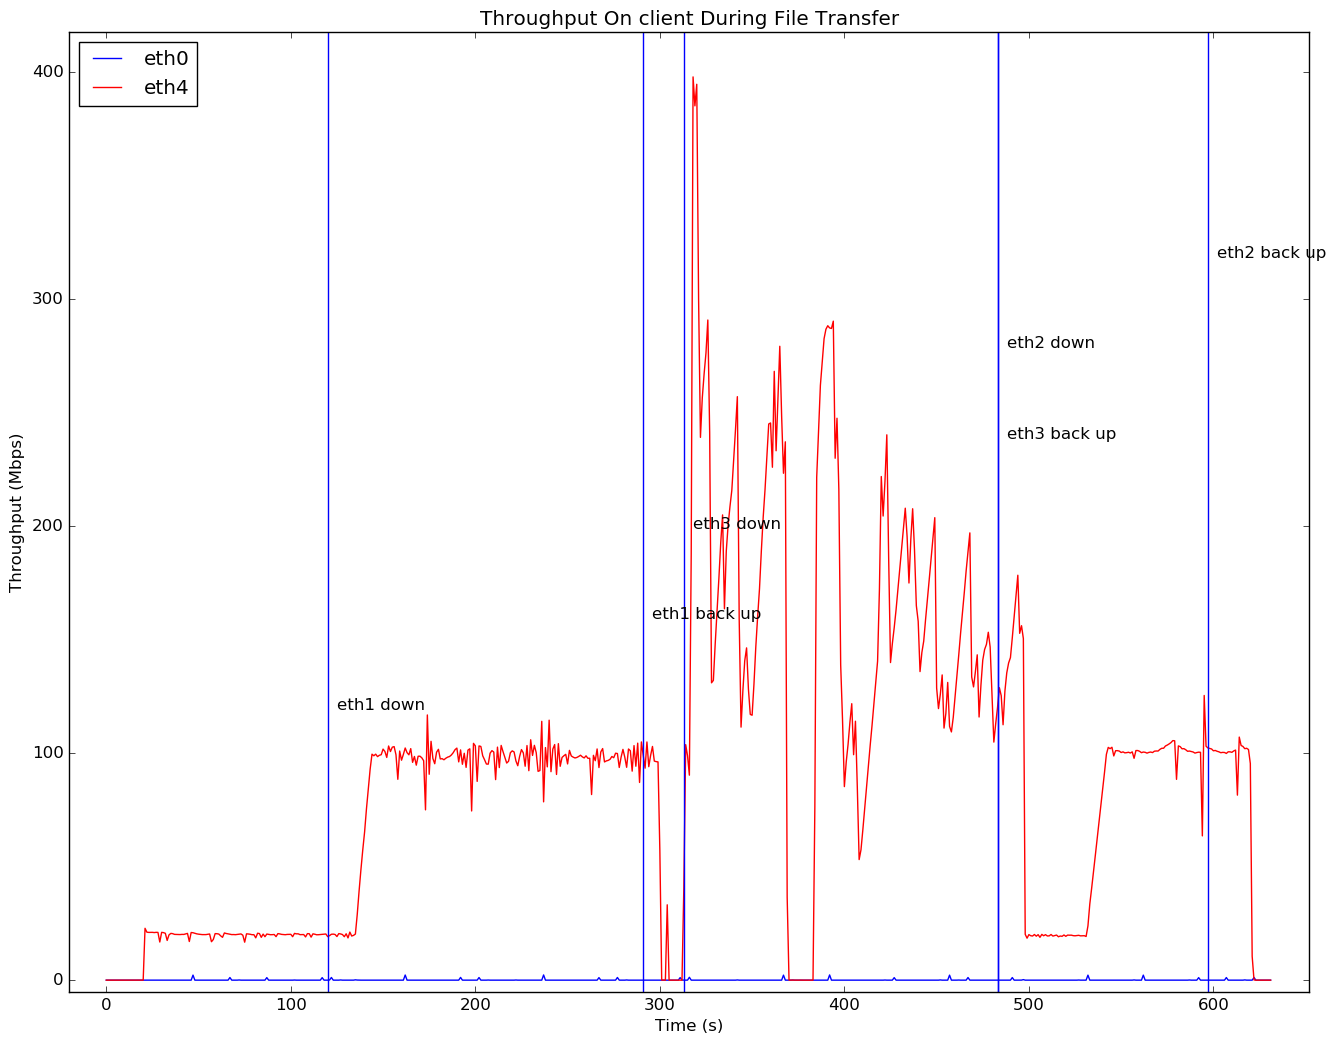 Throughput On client During File Transfer
eth0
eth4
400
300
200
100
0
Throughput (Mbps)
eth2 back up
eth2 down
eth3 back up
eth3 down
eth1 back up
eth1 down
0
100
200
300
400
500
600
Time (s)